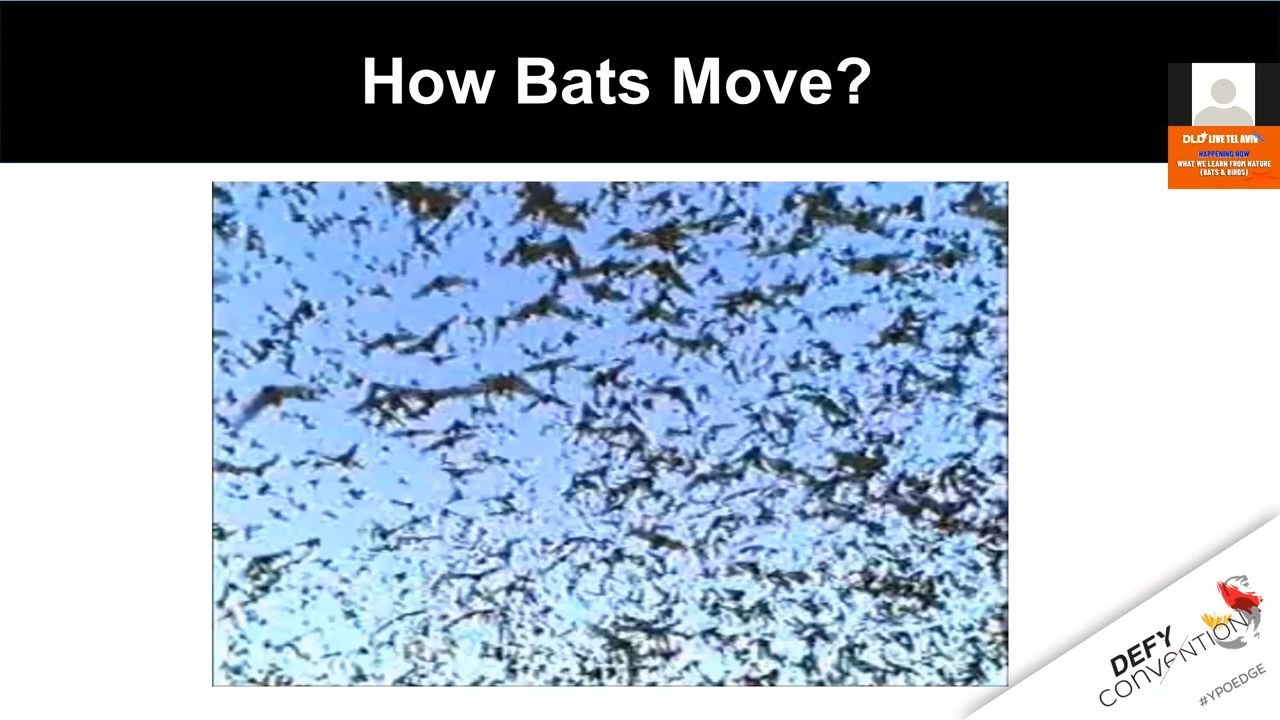 How Bats Move?
DLD LIVE TEL AVIV
HAPPENING NOW
WHAT WE LEARN FROM NATURE
(BATS & BIRDS)
DEFY
CONVENTION
#YPOEDGE